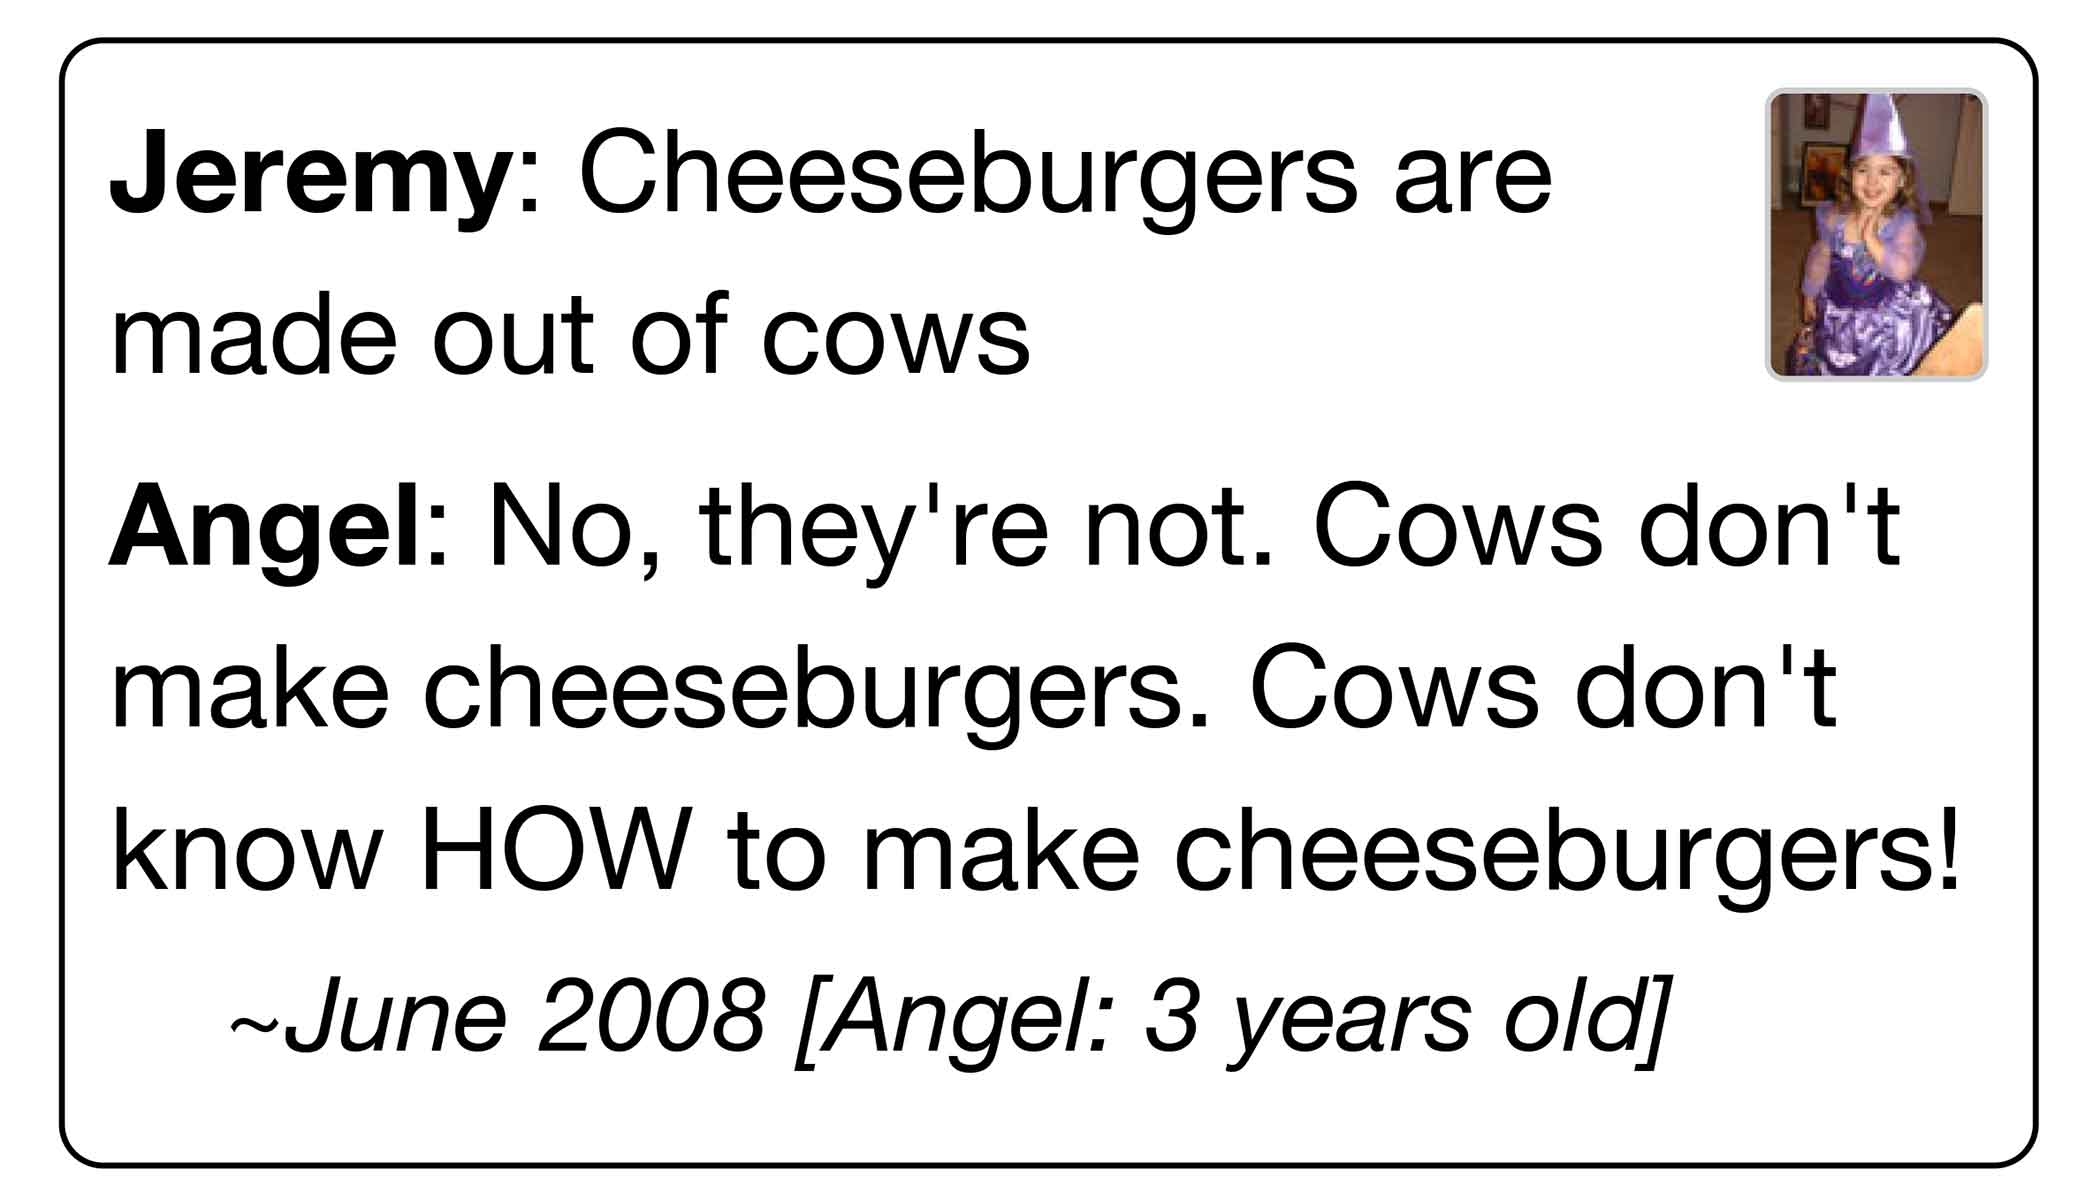 Jeremy: Cheeseburgers are
made out of cows
Angel: No, they're not. Cows don't
make cheeseburgers. Cows don't
know HOW to make cheeseburgers!
~June 2008 [Angel: 3 years old]